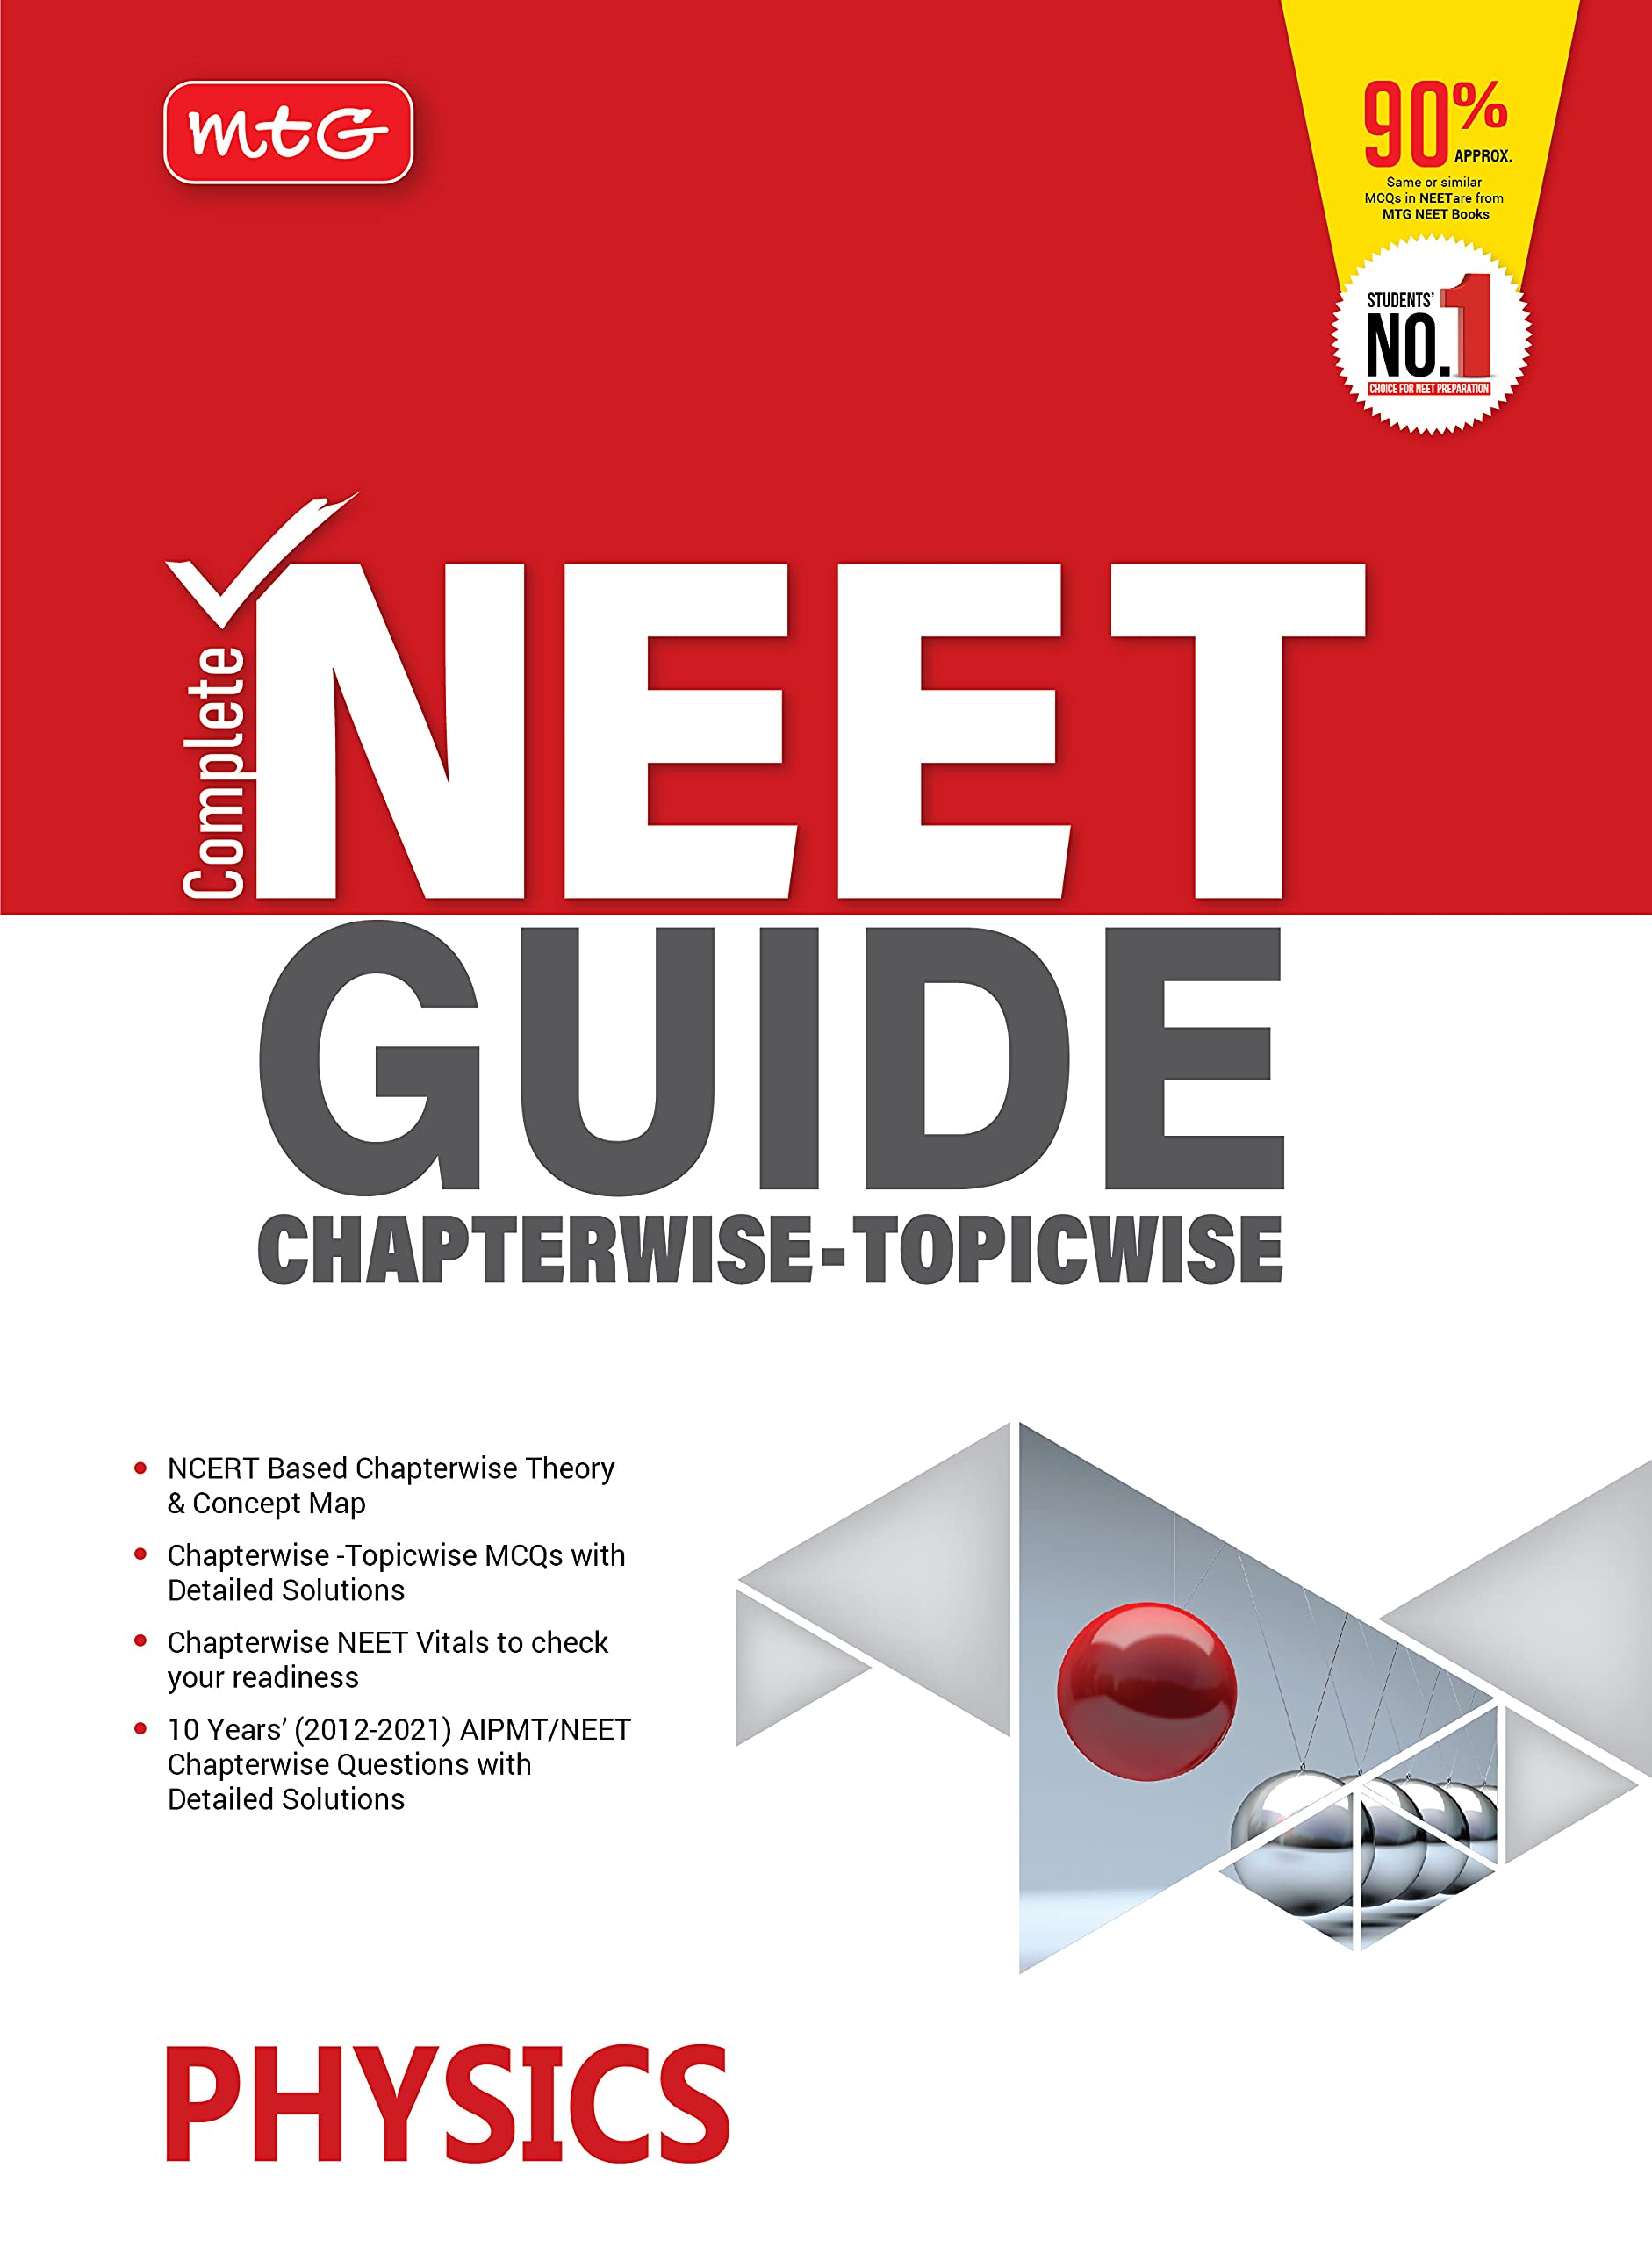 mtG
90%
APPROX.
Same or similar
MCQs in NEETare from
MTG NEET Books
STUDENTS'
NO.1
CHOICE FOR NEET PREPARATION
Complete
NEET
GUIDE
CHAPTERWISE-TOPICWISE
• NCERT Based Chapterwise Theory
& Concept Map
• Chapterwise -Topicwise MCQs with
Detailed Solutions
• Chapterwise NEET Vitals to check
your readiness
• 10 Years’ (2012-2021) AIPMT/NEET
Chapterwise Questions with
Detailed Solutions
PHYSICS